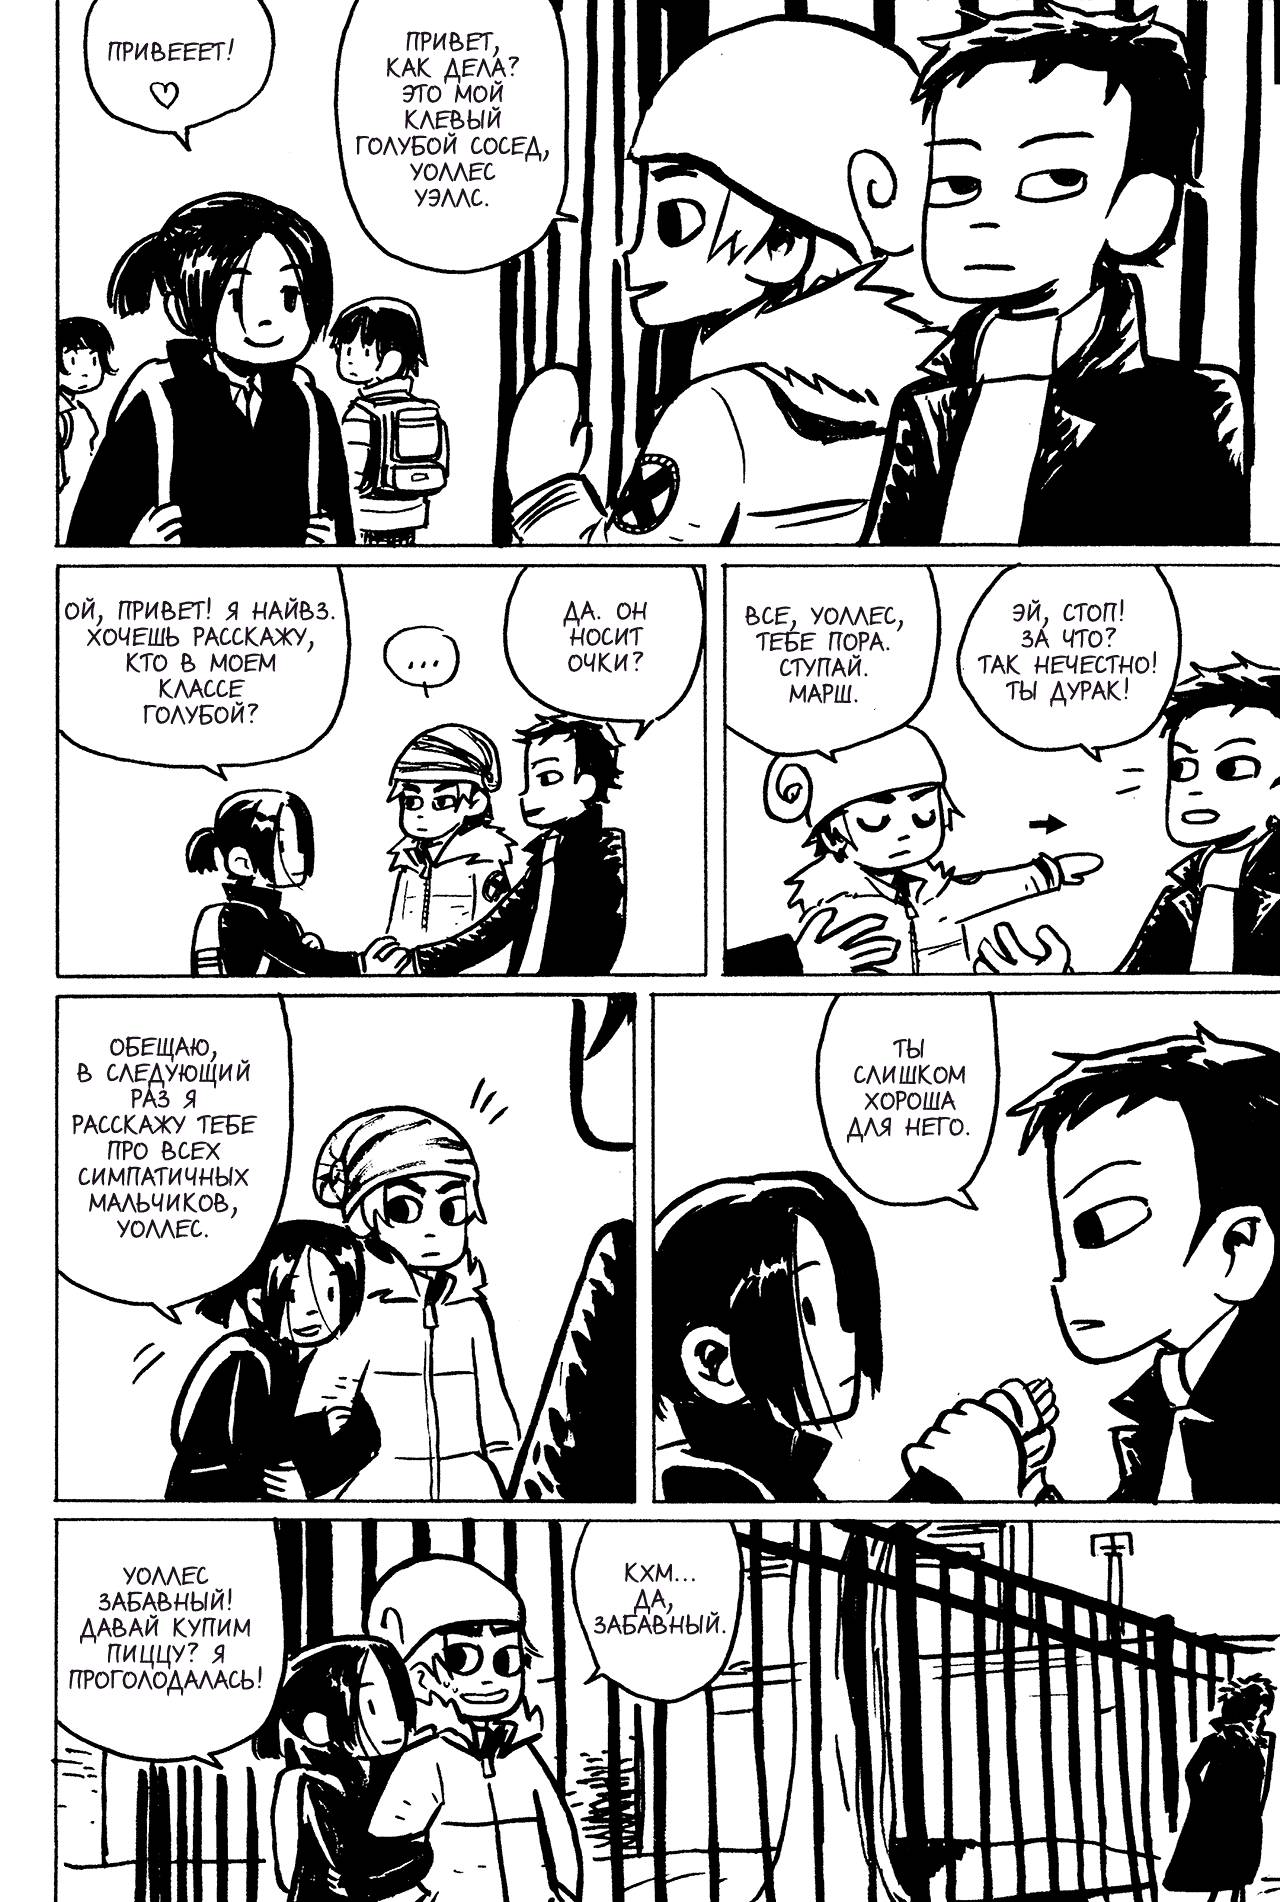 ПРИВЕЕЕТ!
♡
ПРИВЕТ,
КАК ДЕЛА?
ЭТО МОЙ
КЛЕВЫЙ
ГОЛУБОЙ СОСЕД,
УОЛЛЕС
УЭЛЛС.
ОЙ, ПРИВЕТ! Я НАЙВЗ.
ХОЧЕШЬ РАССКАЖУ,
КТО В МОЕМ
КЛАССЕ
ГОЛУБОЙ?
...
ДА. ОН
НОСИТ
ОЧКИ?
ВСЕ, УОЛЛЕС,
ТЕБЕ ПОРА.
СТУПАЙ.
МАРШ.
ЭЙ, СТОП!
ЗА ЧТО?
ТАК НЕЧЕСТНО!
ТЫ ДУРАК!
ОБЕЩАЮ,
В СЛЕДУЮЩИЙ
РАЗ Я
РАССКАЖУ ТЕБЕ
ПРО ВСЕХ
СИМПАТИЧНЫХ
МАЛЬЧИКОВ,
УОЛЛЕС.
ТЫ
СЛИШКОМ
ХОРОША
ДЛЯ НЕГО.
УОЛЛЕС
ЗАБАВНЫЙ!
ДАВАЙ КУПИМ
ПИЦЦУ? Я
ПРОГОЛОДАЛАСЬ!
КХМ...
ДА,
ЗАБАВНЫЙ.